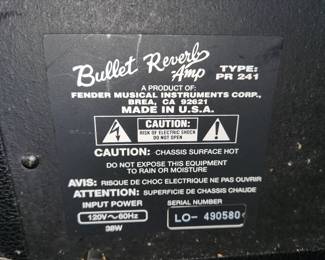 Bullet Reverb
Amp
TYPE:
PR 241
A PRODUCT OF:
FENDER MUSICAL INSTRUMENTS CORP.,
BREA, CA 92621
MADE IN U.S.A.
CAUTION:
RISK OF ELECTRIC SHOCK
DO NOT OPEN
CAUTION: CHASSIS SURFACE HOT
DO NOT EXPOSE THIS EQUIPMENT
TO RAIN OR MOISTURE
AVIS: RISQUE DE CHOC ELECTRIQUE NE PAS OUVRIR
ATTENTION: SUPERFICIE DE CHASSIS CHAUDE
INPUT POWER
120V~60Hz
38W
SERIAL NUMBER
LO- 490580